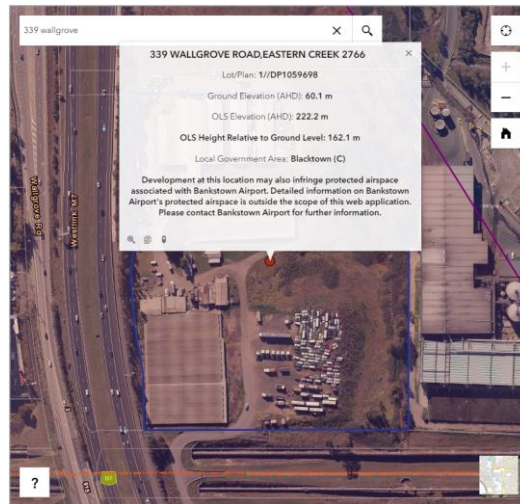 339 wallgrove
339 WALLGROVE ROAD,EASTERN CREEK 2766
Lot/Plan: 1//DP1059698
Ground Elevation (AHD): 60.1 m
OLS Elevation (AHD): 222.2 m
OLS Height Relative to Ground Level: 162.1 m
Local Government Area: Blacktown (C)
Development at this location may also infringe protected airspace
associated with Bankstown Airport. Detailed information on Bankstown
Airport's protected airspace is outside the scope of this web application.
Please contact Bankstown Airport for further information.
Wallgrove Rd
Westlink M7
M7
?